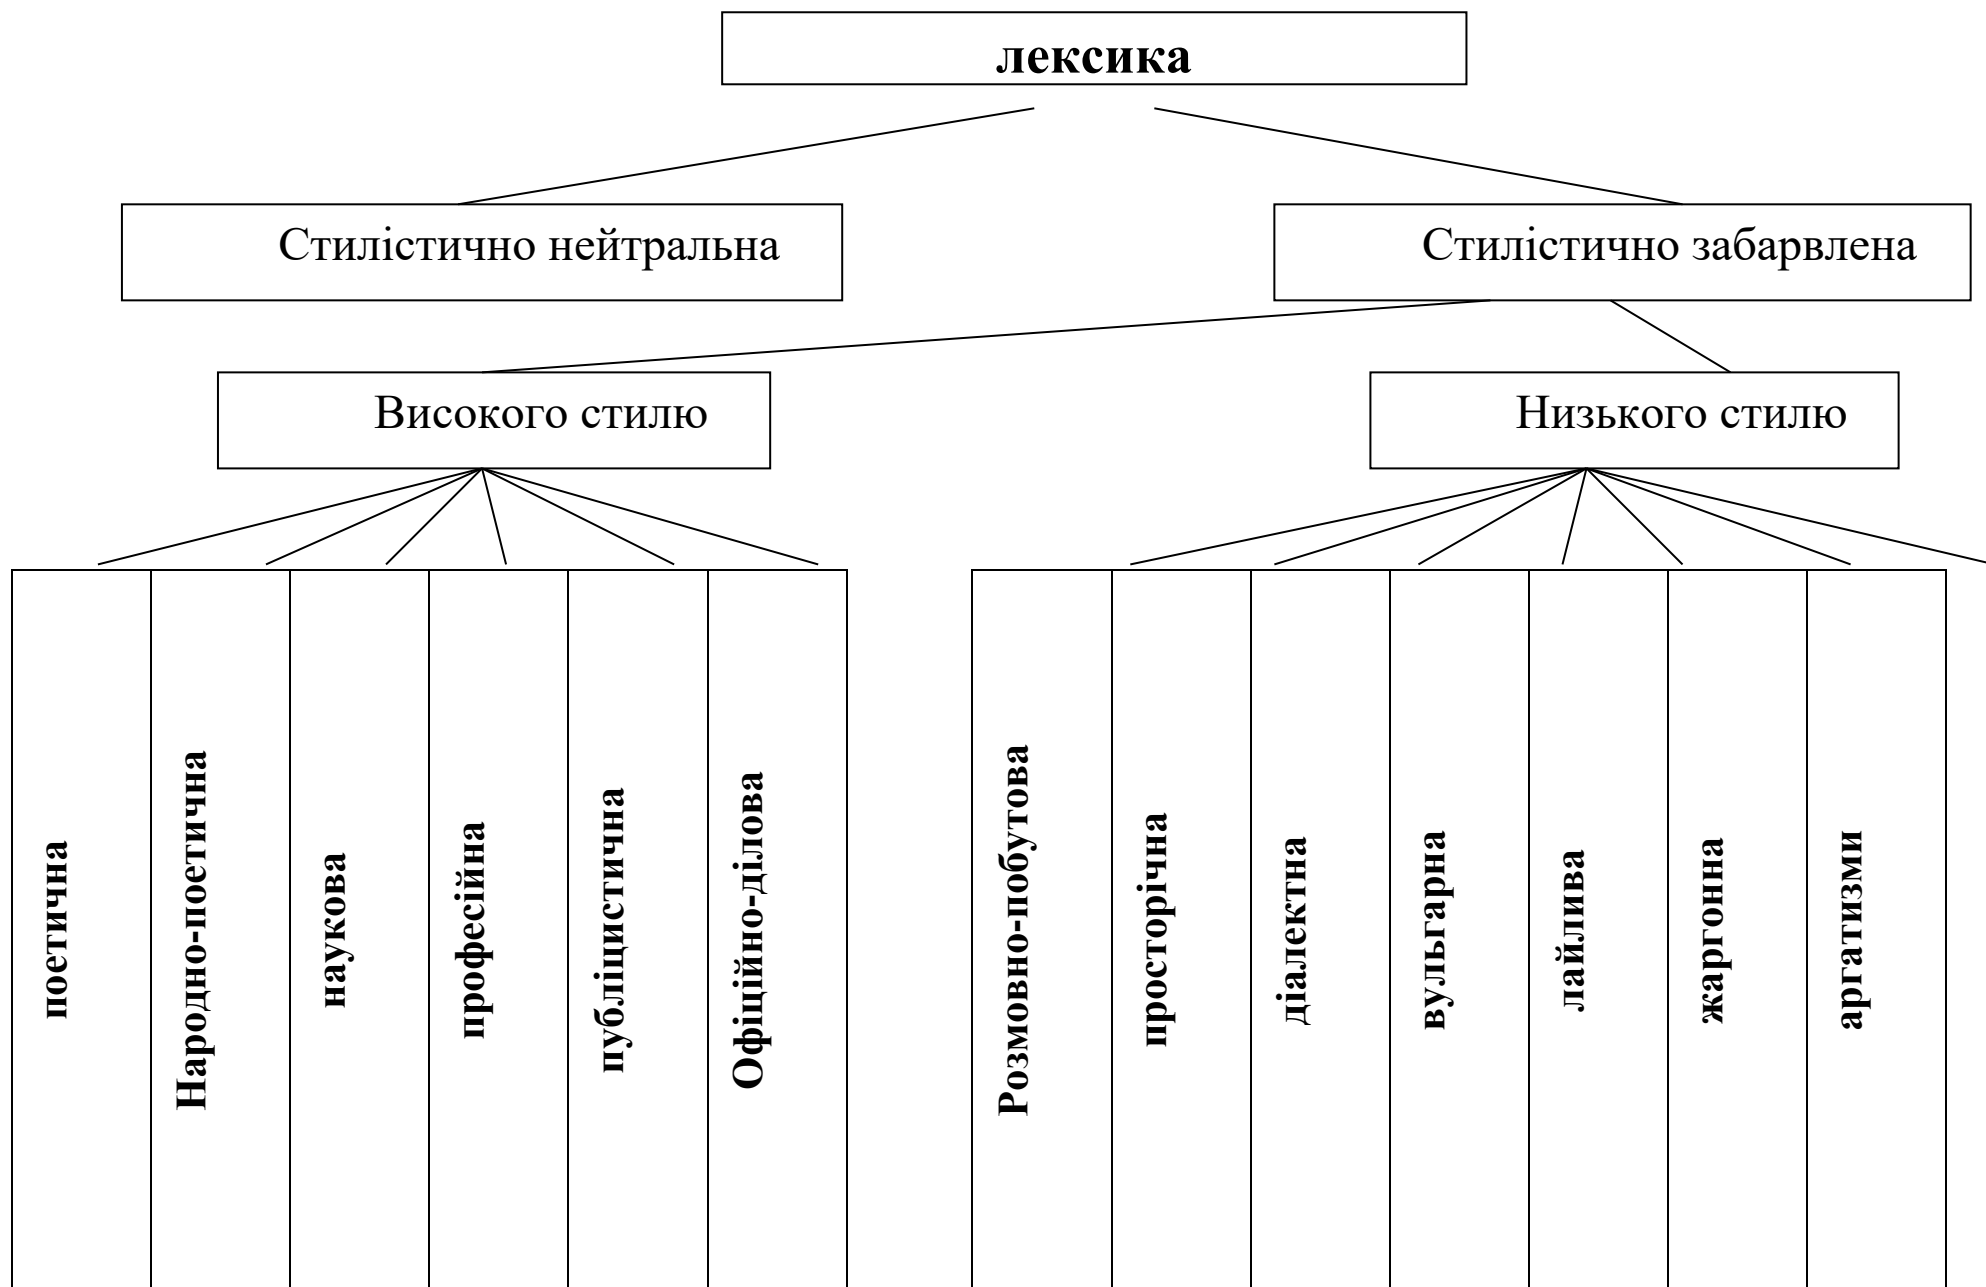 лексика
Стилістично нейтральна
Стилістично забарвлена
Високого стилю
Низького стилю
поетична
Народно-поетична
наукова
професійна
публіцистична
Офіційно-ділова
Розмовно-побутова
просторічна
діалектна
вульгарна
лайлива
жаргонна
аргатизми